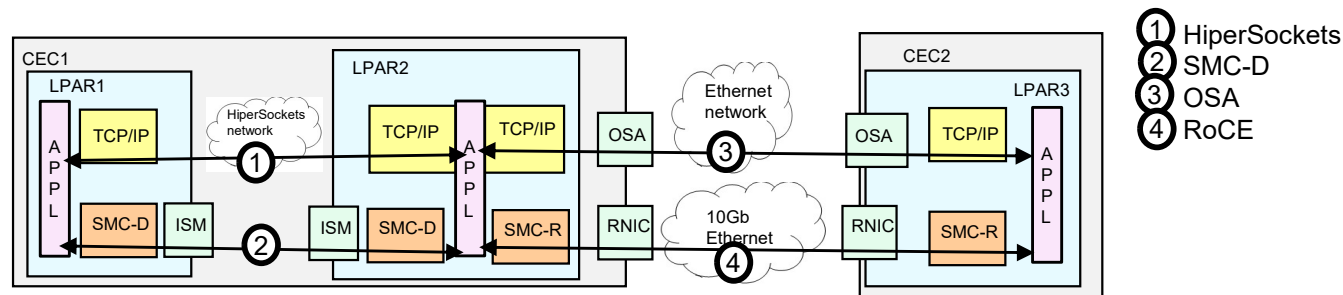 CEC1
LPAR1
A
P
P
L
TCP/IP
SMC-D
ISM
HiperSockets
network
1
2
LPAR2
TCP/IP
A
P
P
L
TCP/IP
ISM
SMC-D
SMC-R
OSA
RNIC
Ethernet
network
3
10Gb
Ethernet
4
CEC2
LPAR3
OSA
TCP/IP
RNIC
SMC-R
A
P
P
L
1 HiperSockets
2 SMC-D
3 OSA
4 RoCE